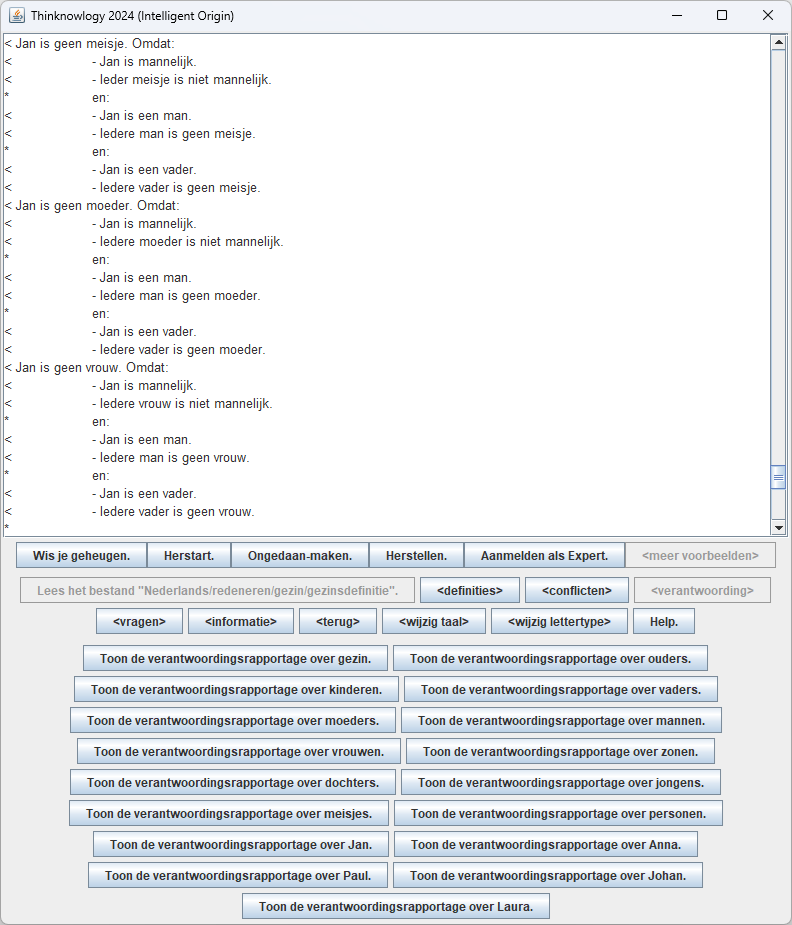 Thinknowlogy 2024 (Intelligent Origin)
< Jan is geen meisje. Omdat:
< - Jan is mannelijk.
< - Ieder meisje is niet mannelijk.
* en:
< - Jan is een man.
< - Iedere man is geen meisje.
* en:
< - Jan is een vader.
< - Iedere vader is geen meisje.
< Jan is geen moeder. Omdat:
< - Jan is mannelijk.
< - Iedere moeder is niet mannelijk.
* en:
< - Jan is een man.
< - Iedere man is geen moeder.
* en:
< - Jan is een vader.
< - Iedere vader is geen moeder.
< Jan is geen vrouw. Omdat:
< - Jan is mannelijk.
< - Iedere vrouw is niet mannelijk.
* en:
< - Jan is een man.
< - Iedere man is geen vrouw.
* en:
< - Jan is een vader.
< - Iedere vader is geen vrouw.
*
Wis je geheugen. Herstart. Ongedaan-maken. Herstellen. Aanmelden als Expert. <meer voorbeelden>
Lees het bestand "Nederlands/redeneren/gezin/gezinsdefinitie". <definities> <conflicten> <verantwoording>
<vragen> <informatie> <terug> <wijzig taal> <wijzig lettertype> Help.
Toon de verantwoordingsrapportage over gezin. Toon de verantwoordingsrapportage over ouders.
Toon de verantwoordingsrapportage over kinderen. Toon de verantwoordingsrapportage over vaders.
Toon de verantwoordingsrapportage over moeders. Toon de verantwoordingsrapportage over mannen.
Toon de verantwoordingsrapportage over vrouwen. Toon de verantwoordingsrapportage over zonen.
Toon de verantwoordingsrapportage over dochters. Toon de verantwoordingsrapportage over jongens.
Toon de verantwoordingsrapportage over meisjes. Toon de verantwoordingsrapportage over personen.
Toon de verantwoordingsrapportage over Jan. Toon de verantwoordingsrapportage over Anna.
Toon de verantwoordingsrapportage over Paul. Toon de verantwoordingsrapportage over Johan.
Toon de verantwoordingsrapportage over Laura.